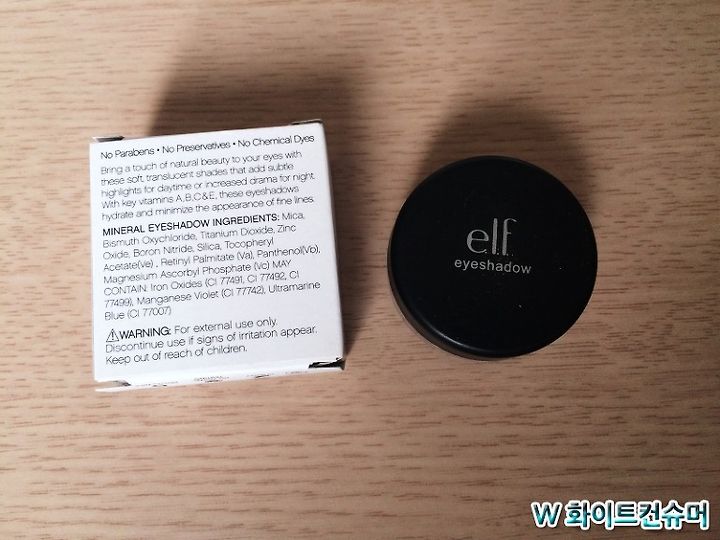 No Parabens • No Preservatives • No Chemical Dyes
Bring a touch of natural beauty to your eyes with
these soft, translucent shades that add subtle
highlights for daytime or increased drama for night.
With key vitamins A,B,C&E, these eyeshadows
hydrate and minimize the appearance of fine lines.
MINERAL EYESHADOW INGREDIENTS: Mica,
Bismuth Oxychloride, Titanium Dioxide, Zinc
Oxide, Boron Nitride, Silica, Tocopheryl
Acetate(Ve) , Retinyl Palmitate (Va), Panthenol(Vb),
Magnesium Ascorbyl Phosphate (Vc) MAY
CONTAIN: Iron Oxides (CI 77491, CI 77492, CI
77499), Manganese Violet (CI 77742), Ultramarine
Blue (CI 77007)
⚠WARNING: For external use only.
Discontinue use if signs of irritation appear.
Keep out of reach of children.
e.l.f.
eyeshadow
W 화이트컨슈머